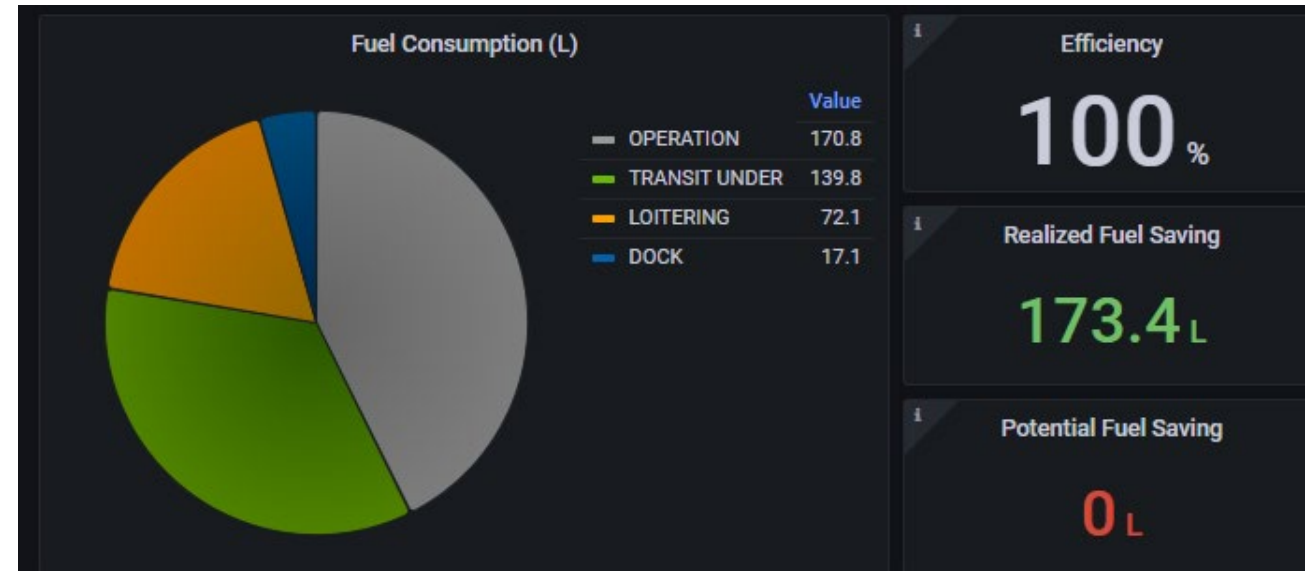 Fuel Consumption (L)
Value
OPERATION 170.8
TRANSIT UNDER 139.8
LOITERING 72.1
DOCK 17.1
i
Efficiency
100 %
i
Realized Fuel Saving
173.4 L
i
Potential Fuel Saving
0 L